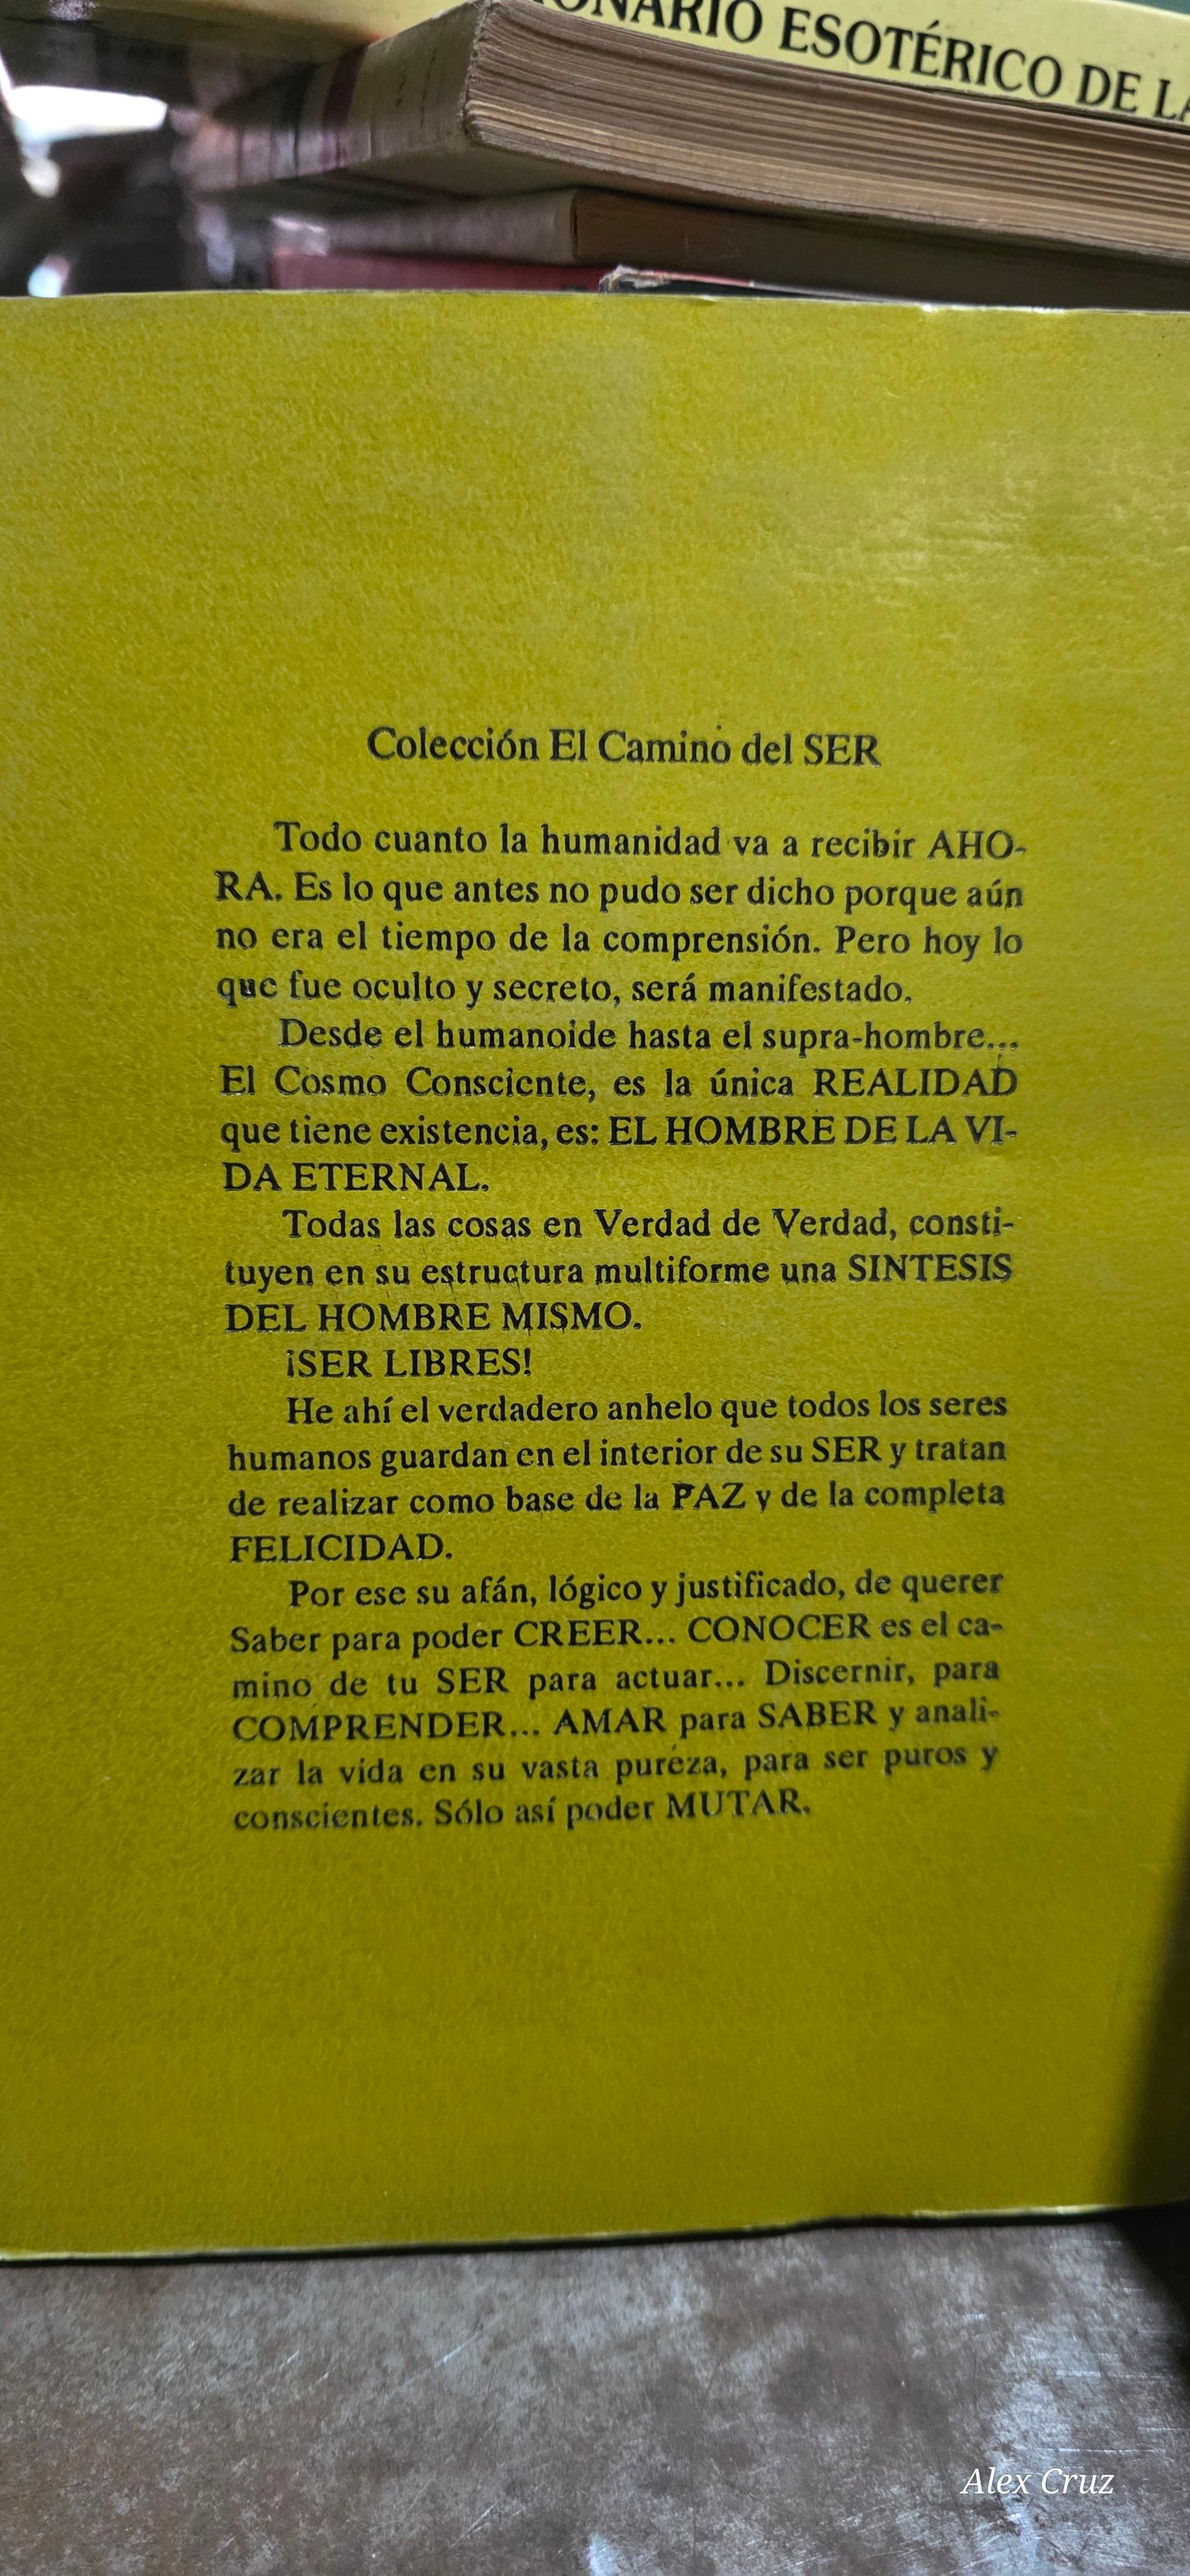 ONARIO ESOTÉRICO DE LA
Colección El Camino del SER
Todo cuanto la humanidad va a recibir AHO-
RA. Es lo que antes no pudo ser dicho porque aún
no era el tiempo de la comprensión. Pero hoy lo
que fue oculto y secreto, será manifestado.
Desde el humanoide hasta el supra-hombre...
El Cosmo Consciente, es la única REALIDAD
que tiene existencia, es: EL HOMBRE DE LA VI-
DA ETERNAL.
Todas las cosas en Verdad de Verdad, consti-
tuyen en su estructura multiforme una SINTESIS
DEL HOMBRE MISMO.
¡SER LIBRES!
He ahí el verdadero anhelo que todos los seres
humanos guardan en el interior de su SER y tratan
de realizar como base de la PAZ y de la completa
FELICIDAD.
Por ese su afán, lógico y justificado, de querer
Saber para poder CREER... CONOCER es el ca-
mino de tu SER para actuar... Discernir, para
COMPRENDER... AMAR para SABER y anali-
zar la vida en su vasta pureza, para ser puros y
conscientes. Sólo así poder MUTAR.
Alex Cruz